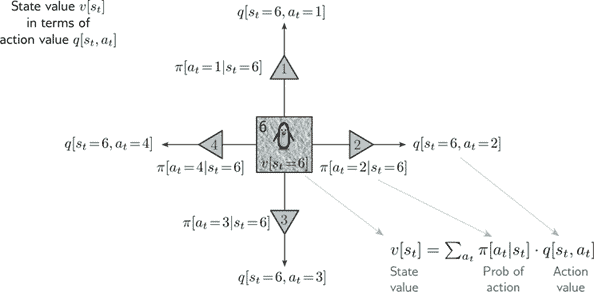 State value v[s_t]
in terms of
action value q[s_t, a_t]
q[s_t=6, a_t=1]
π[a_t=1|s_t=6]
1
6
q[s_t=6, a_t=4]
4
2
q[s_t=6, a_t=2]
π[a_t=4|s_t=6]
v[s_t=6]
π[a_t=2|s_t=6]
π[a_t=3|s_t=6]
3
q[s_t=6, a_t=3]
v[s_t] = ∑_{a_t} π[a_t|s_t] · q[s_t, a_t]
State
value
Prob of
action
Action
value